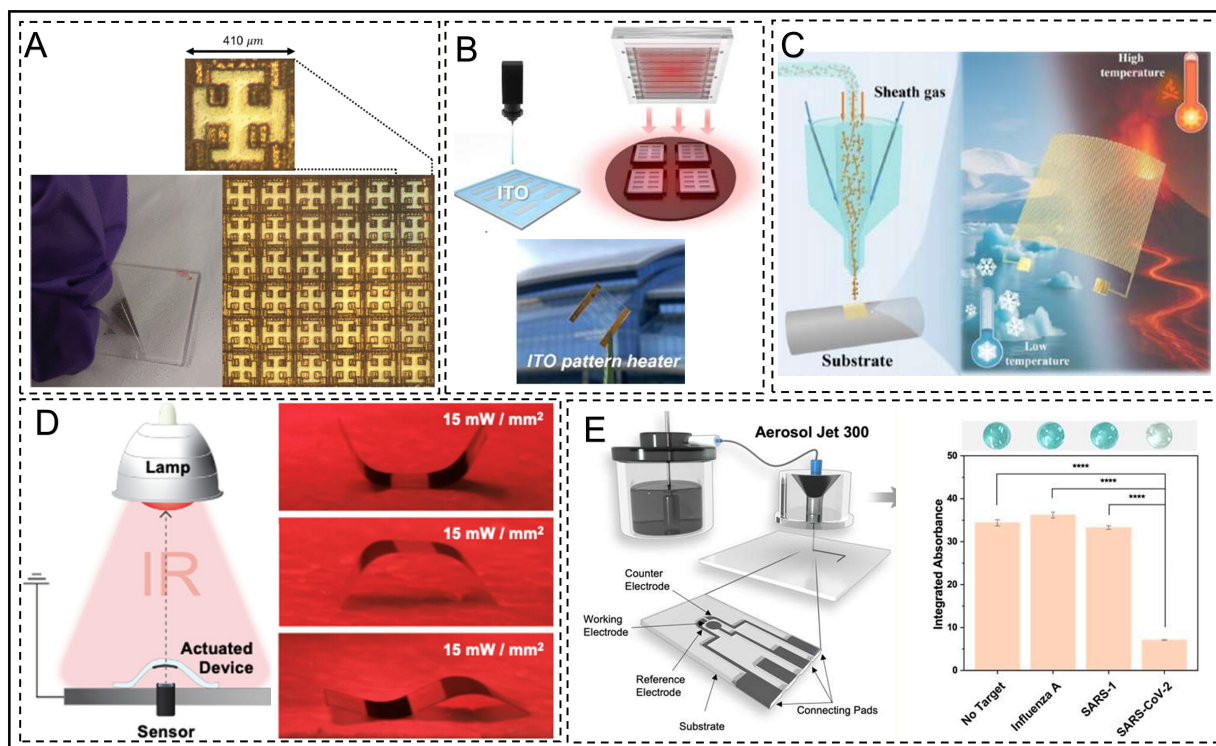 A
410 μm
B
ITO
ITO pattern heater
C
Sheath gas
Substrate
High
temperature
Low
temperature
D
Lamp
IR
Actuated
Device
Sensor
15 mW / mm²
15 mW / mm²
15 mW / mm²
E
Aerosol Jet 300
Counter
Electrode
Working
Electrode
Reference
Electrode
Substrate
Connecting Pads
Integrated Absorbance
50
40
30
20
10
0
****
****
****
No Target
Influenza A
SARS-1
SARS-CoV-2